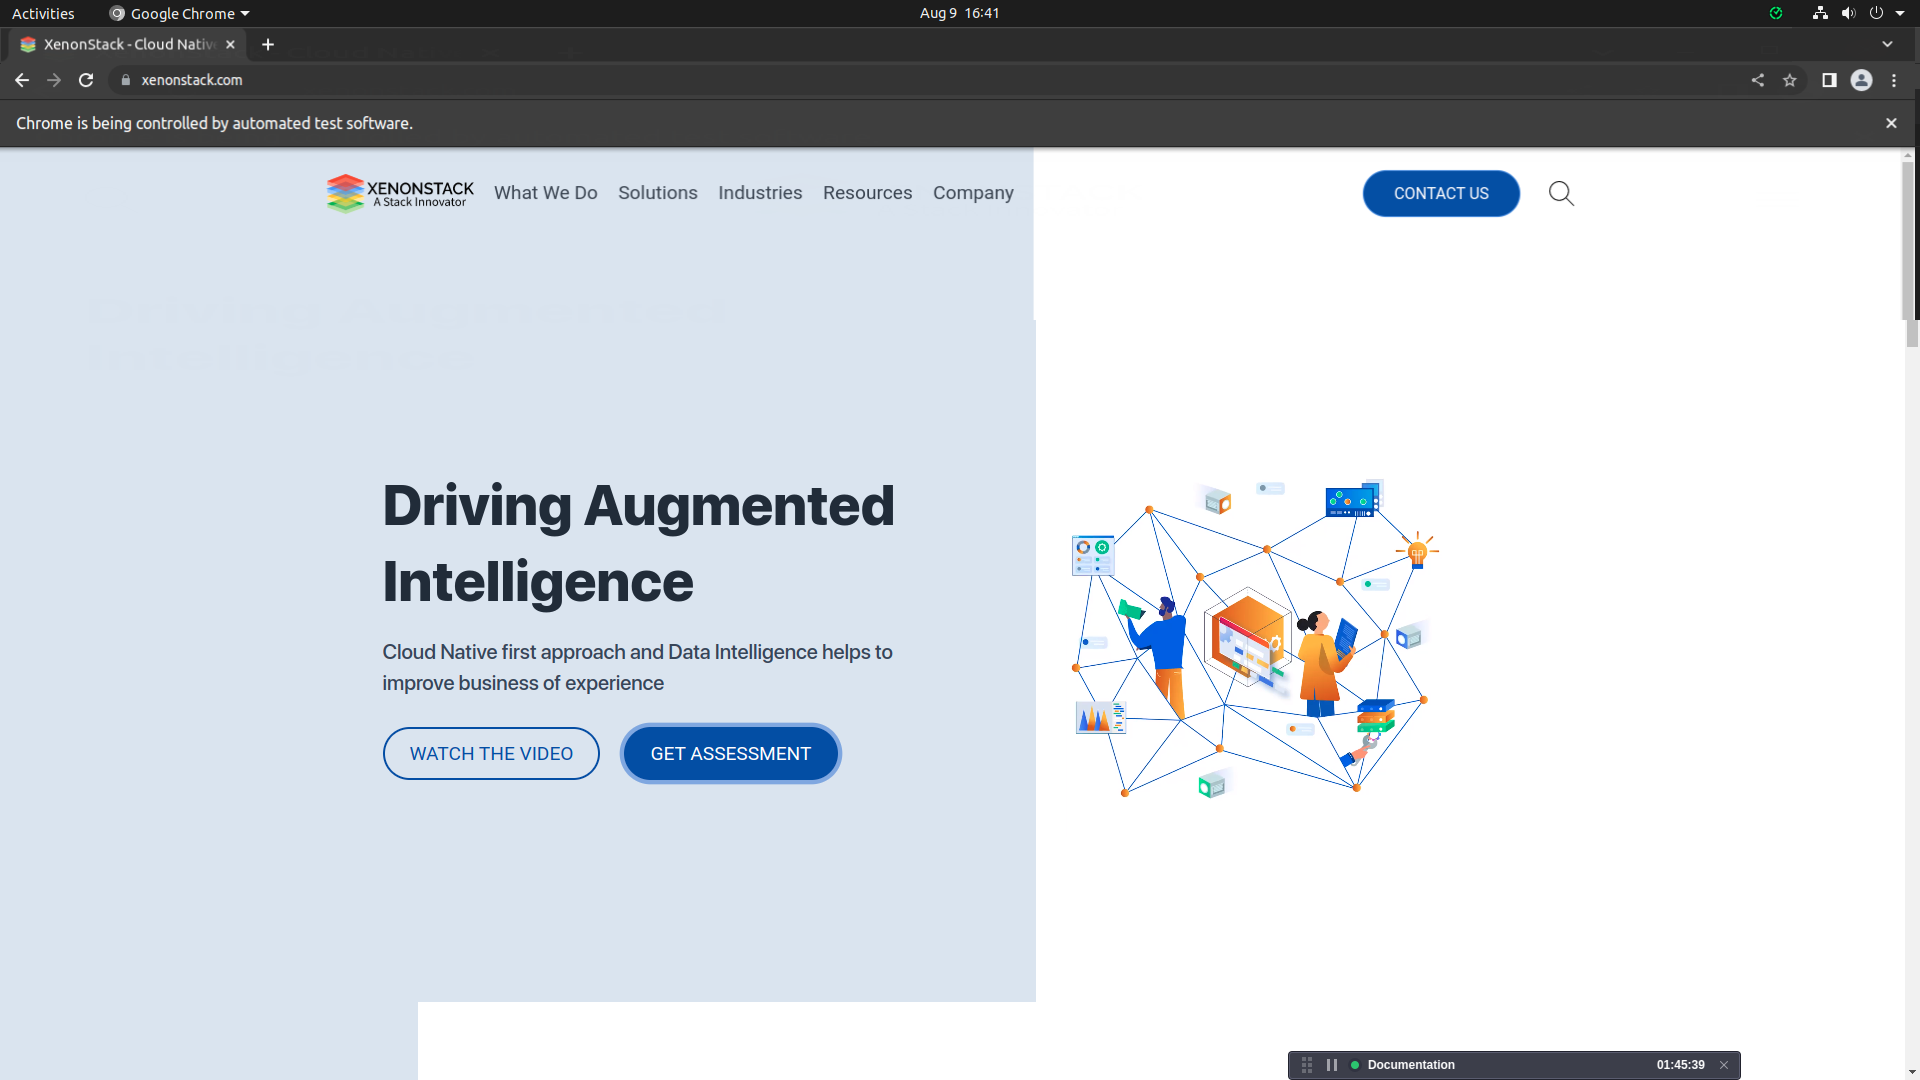 Activities
Google Chrome
Aug 9 16:41
XenonStack - Cloud Nativ
xenonstack.com
Chrome is being controlled by automated test software.
XENONSTACK
A Stack Innovator
What We Do
Solutions
Industries
Resources
Company
CONTACT US
Driving Augmented
Intelligence
Cloud Native first approach and Data Intelligence helps to
improve business of experience
WATCH THE VIDEO
GET ASSESSMENT
Documentation
01:45:39